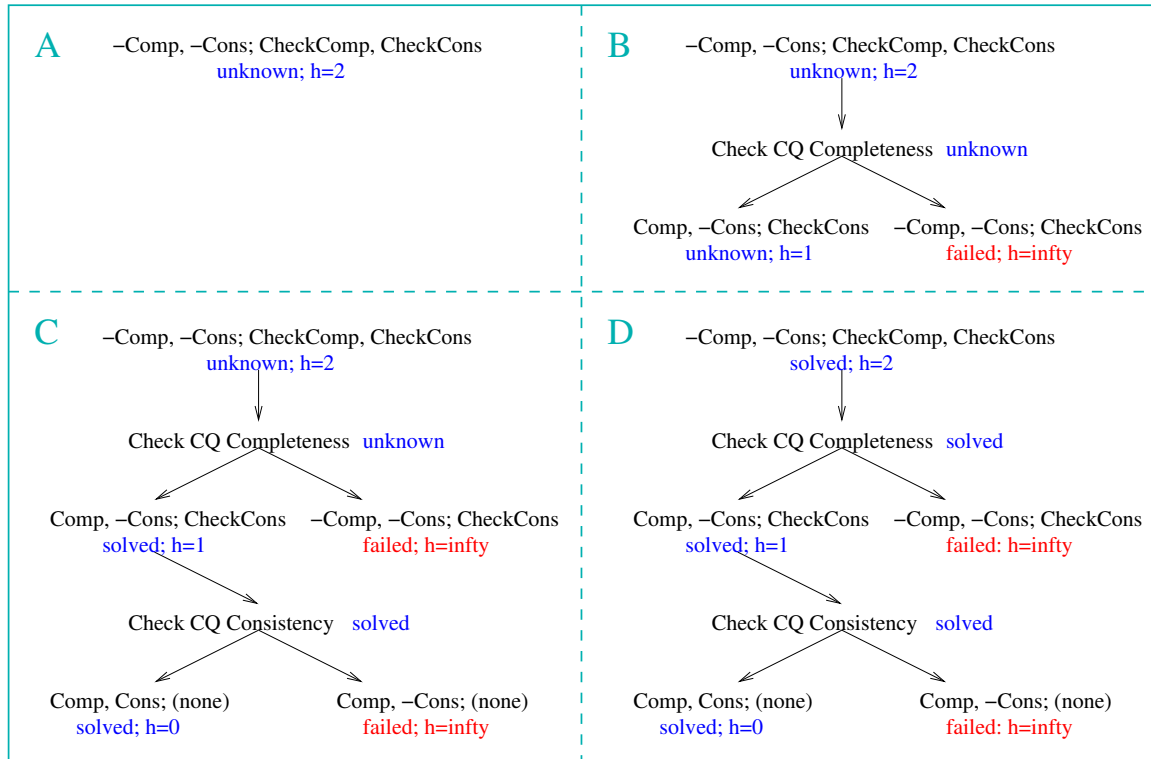 A
−Comp, −Cons; CheckComp, CheckCons
unknown; h=2
B
−Comp, −Cons; CheckComp, CheckCons
unknown; h=2
Check CQ Completeness unknown
Comp, −Cons; CheckCons
unknown; h=1
−Comp, −Cons; CheckCons
failed; h=infty
C
−Comp, −Cons; CheckComp, CheckCons
unknown; h=2
Check CQ Completeness unknown
Comp, −Cons; CheckCons
solved; h=1
−Comp, −Cons; CheckCons
failed; h=infty
Check CQ Consistency solved
Comp, Cons; (none)
solved; h=0
Comp, −Cons; (none)
failed; h=infty
D
−Comp, −Cons; CheckComp, CheckCons
solved; h=2
Check CQ Completeness solved
Comp, −Cons; CheckCons
solved; h=1
−Comp, −Cons; CheckCons
failed: h=infty
Check CQ Consistency solved
Comp, Cons; (none)
solved; h=0
Comp, −Cons; (none)
failed: h=infty